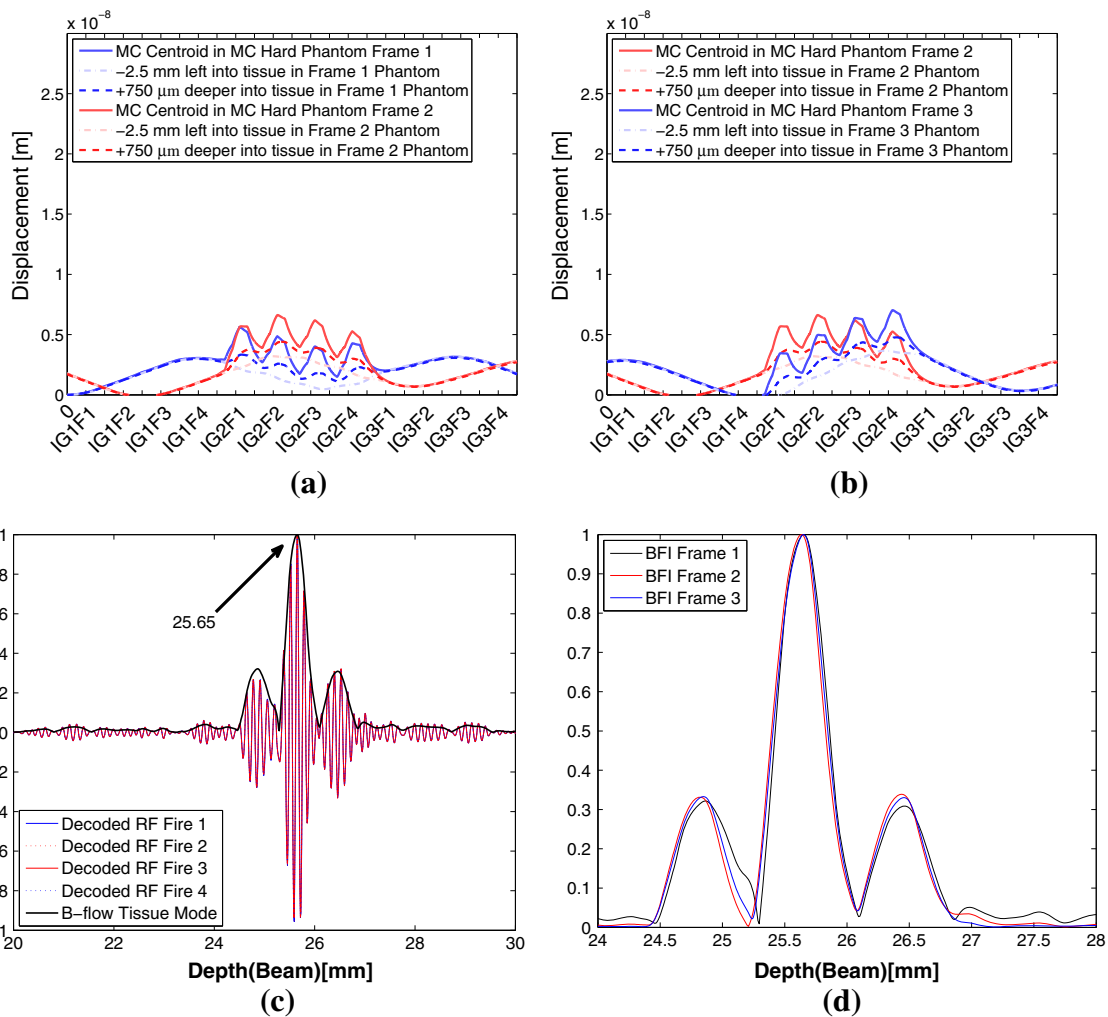 x 10⁻⁸
MC Centroid in MC Hard Phantom Frame 1
−2.5 mm left into tissue in Frame 1 Phantom
+750 μm deeper into tissue in Frame 1 Phantom
MC Centroid in MC Hard Phantom Frame 2
−2.5 mm left into tissue in Frame 2 Phantom
+750 μm deeper into tissue in Frame 2 Phantom
2.5
2
1.5
1
0.5
0
Displacement [m]
0
IG1F1
IG1F2
IG1F3
IG1F4
IG2F1
IG2F2
IG2F3
IG2F4
IG3F1
IG3F2
IG3F3
IG3F4
(a)
x 10⁻⁸
MC Centroid in MC Hard Phantom Frame 2
−2.5 mm left into tissue in Frame 2 Phantom
+750 μm deeper into tissue in Frame 2 Phantom
MC Centroid in MC Hard Phantom Frame 3
−2.5 mm left into tissue in Frame 3 Phantom
+750 μm deeper into tissue in Frame 3 Phantom
2.5
2
1.5
1
0.5
0
Displacement [m]
0
IG1F1
IG1F2
IG1F3
IG1F4
IG2F1
IG2F2
IG2F3
IG2F4
IG3F1
IG3F2
IG3F3
IG3F4
(b)
1
8
6
4
2
0
2
4
6
8
1
25.65
Decoded RF Fire 1
Decoded RF Fire 2
Decoded RF Fire 3
Decoded RF Fire 4
B−flow Tissue Mode
20 22 24 26 28 30
Depth(Beam)[mm]
(c)
1
0.9
0.8
0.7
0.6
0.5
0.4
0.3
0.2
0.1
0
BFI Frame 1
BFI Frame 2
BFI Frame 3
24 24.5 25 25.5 26 26.5 27 27.5 28
Depth(Beam)[mm]
(d)